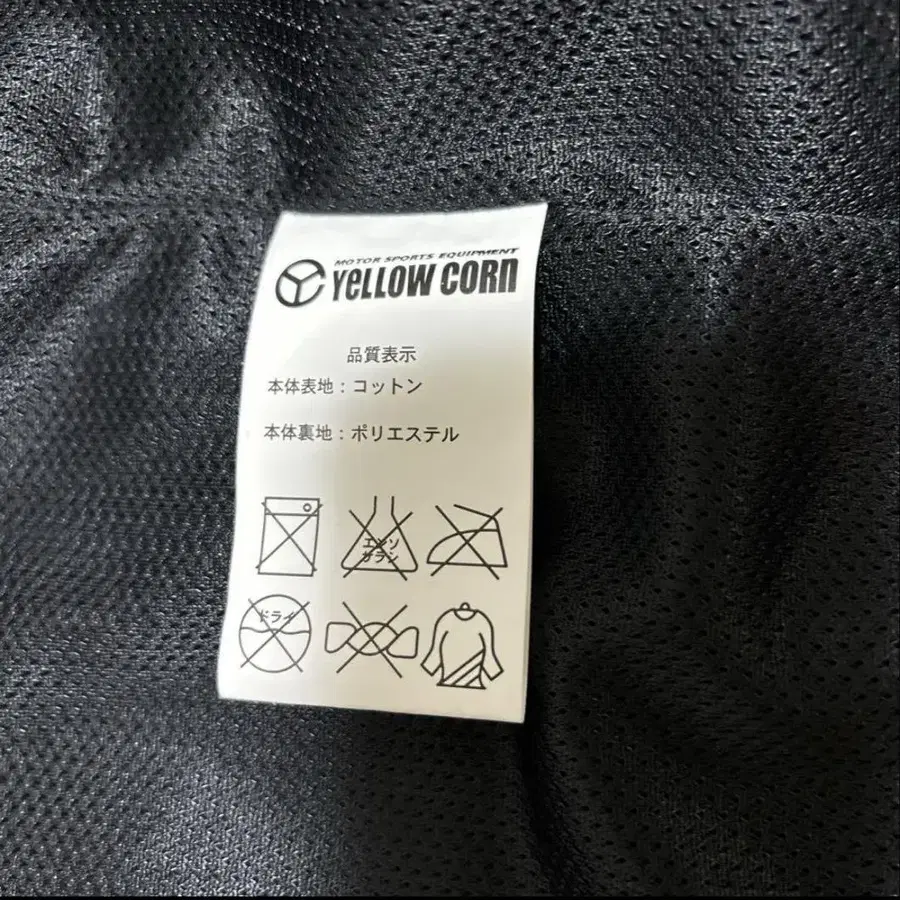 MOTOR SPORTS EQUIPMENT
YELLOW CORN
品質表示
本体表地：コットン
本体裏地：ポリエステル
エンソ
サラシ
ドライ